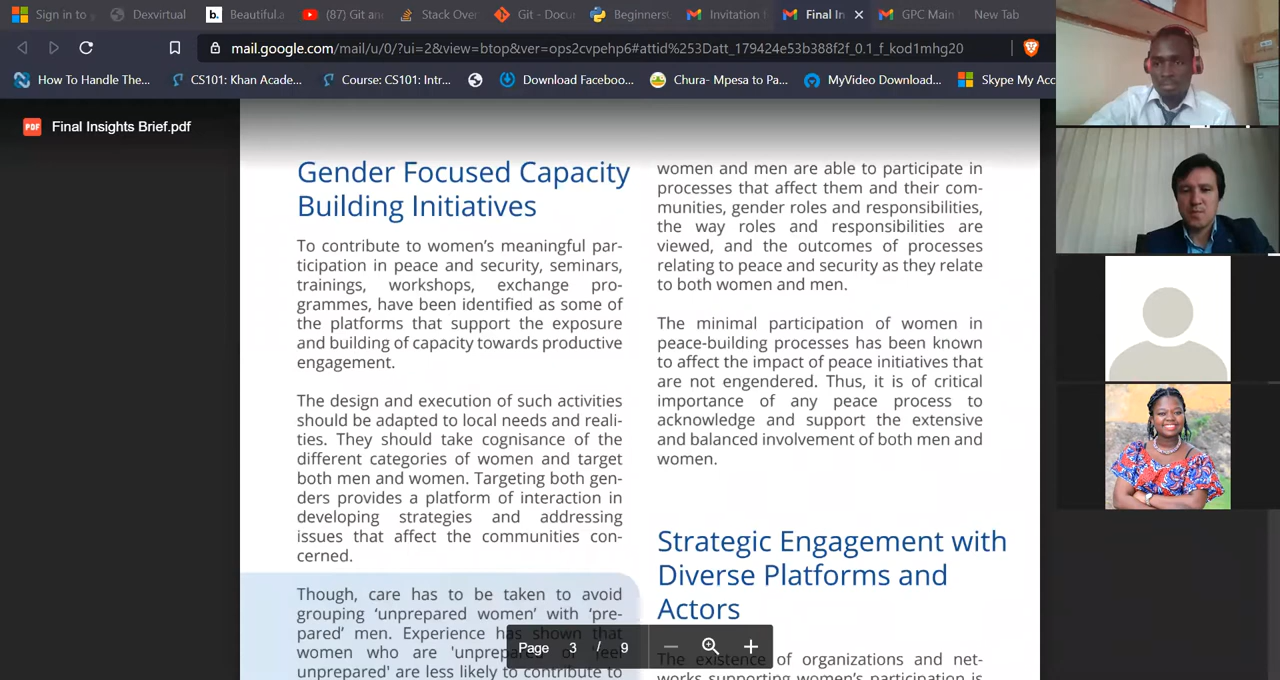 Sign in to
Dexvirtual
b.
Beautiful.a
(87) Git an
Stack Over
Git - Docu
Beginners
Invitation
Final In
GPC Main
New Tab
mail.google.com/mail/u/0/?ui=2&view=btop&ver=ops2cvpehp6#attid%253Datt_179424e53b388f2f_0.1_f_kod1mhg20
How To Handle The...
CS101: Khan Acade...
Course: CS101: Intr...
Download Faceboo...
Chura- Mpesa to Pa...
MyVideo Download...
Skype My Acc
PDF
Final Insights Brief.pdf
Gender Focused Capacity
Building Initiatives
To contribute to women's meaningful par-
ticipation in peace and security, seminars,
trainings, workshops, exchange pro-
grammes, have been identified as some of
the platforms that support the exposure
and building of capacity towards productive
engagement.
The design and execution of such activities
should be adapted to local needs and reali-
ties. They should take cognisance of the
different categories of women and target
both men and women. Targeting both gen-
ders provides a platform of interaction in
developing strategies and addressing
issues that affect the communities con-
cerned.
Though, care has to be taken to avoid
grouping 'unprepared women' with 'pre-
pared' men. Experience has shown that
women who are 'unprepared' or 'feel
unprepared' are less likely to contribute to
women and men are able to participate in
processes that affect them and their com-
munities, gender roles and responsibilities,
the way roles and responsibilities are
viewed, and the outcomes of processes
relating to peace and security as they relate
to both women and men.
The minimal participation of women in
peace-building processes has been known
to affect the impact of peace initiatives that
are not engendered. Thus, it is of critical
importance of any peace process to
acknowledge and support the extensive
and balanced involvement of both men and
women.
Strategic Engagement with
Diverse Platforms and
Actors
The existence of organizations and net-
works supporting women's participation is
Page 3 / 9